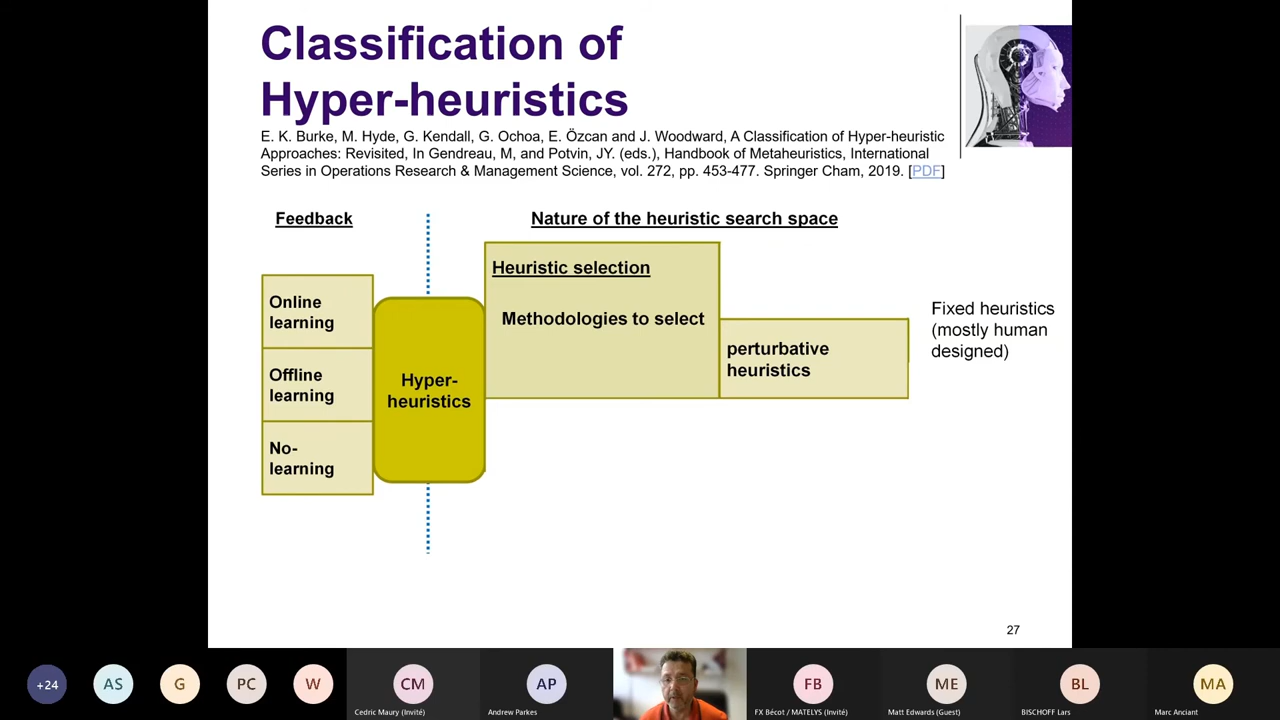 Classification of
Hyper-heuristics
E. K. Burke, M. Hyde, G. Kendall, G. Ochoa, E. Özcan and J. Woodward, A Classification of Hyper-heuristic
Approaches: Revisited, In Gendreau, M, and Potvin, JY. (eds.), Handbook of Metaheuristics, International
Series in Operations Research & Management Science, vol. 272, pp. 453-477. Springer Cham, 2019. [PDF]
Feedback
Nature of the heuristic search space
Online
learning
Offline
learning
No-
learning
Hyper-
heuristics
Heuristic selection
Methodologies to select
perturbative
heuristics
Fixed heuristics
(mostly human
designed)
27
+24
AS
G
PC
W
CM
Cedric Maury (Invité)
AP
Andrew Parkes
FB
FX Bécot / MATELYS (Invité)
ME
Matt Edwards (Guest)
BL
BISCHOFF Lars
MA
Marc Anciant